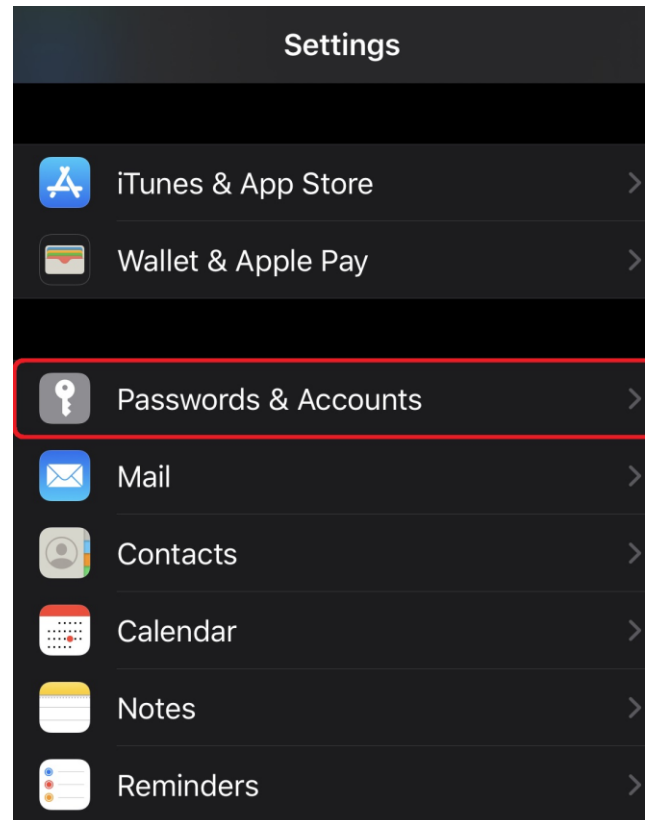 Settings
iTunes & App Store
Wallet & Apple Pay
Passwords & Accounts
Mail
Contacts
Calendar
Notes
Reminders